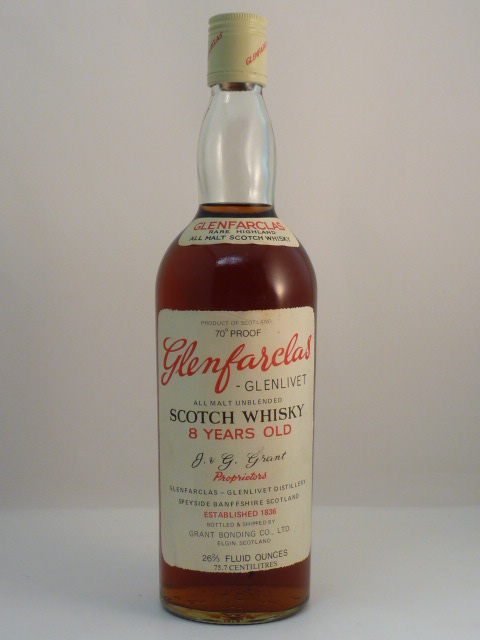 GLENFARCLAS
RARE HIGHLAND
ALL MALT SCOTCH WHISKY
PRODUCT OF SCOTLAND
70° PROOF
Glenfarclas
- GLENLIVET
ALL MALT UNBLENDED
SCOTCH WHISKY
8 YEARS OLD
J. & G. Grant
Proprietors
GLENFARCLAS - GLENLIVET DISTILLERY
SPEYSIDE BANFFSHIRE SCOTLAND
ESTABLISHED 1836
BOTTLED & SHIPPED BY
GRANT BONDING CO., LTD.
ELGIN SCOTLAND
26⅔ FLUID OUNCES
75.7 CENTILITRES